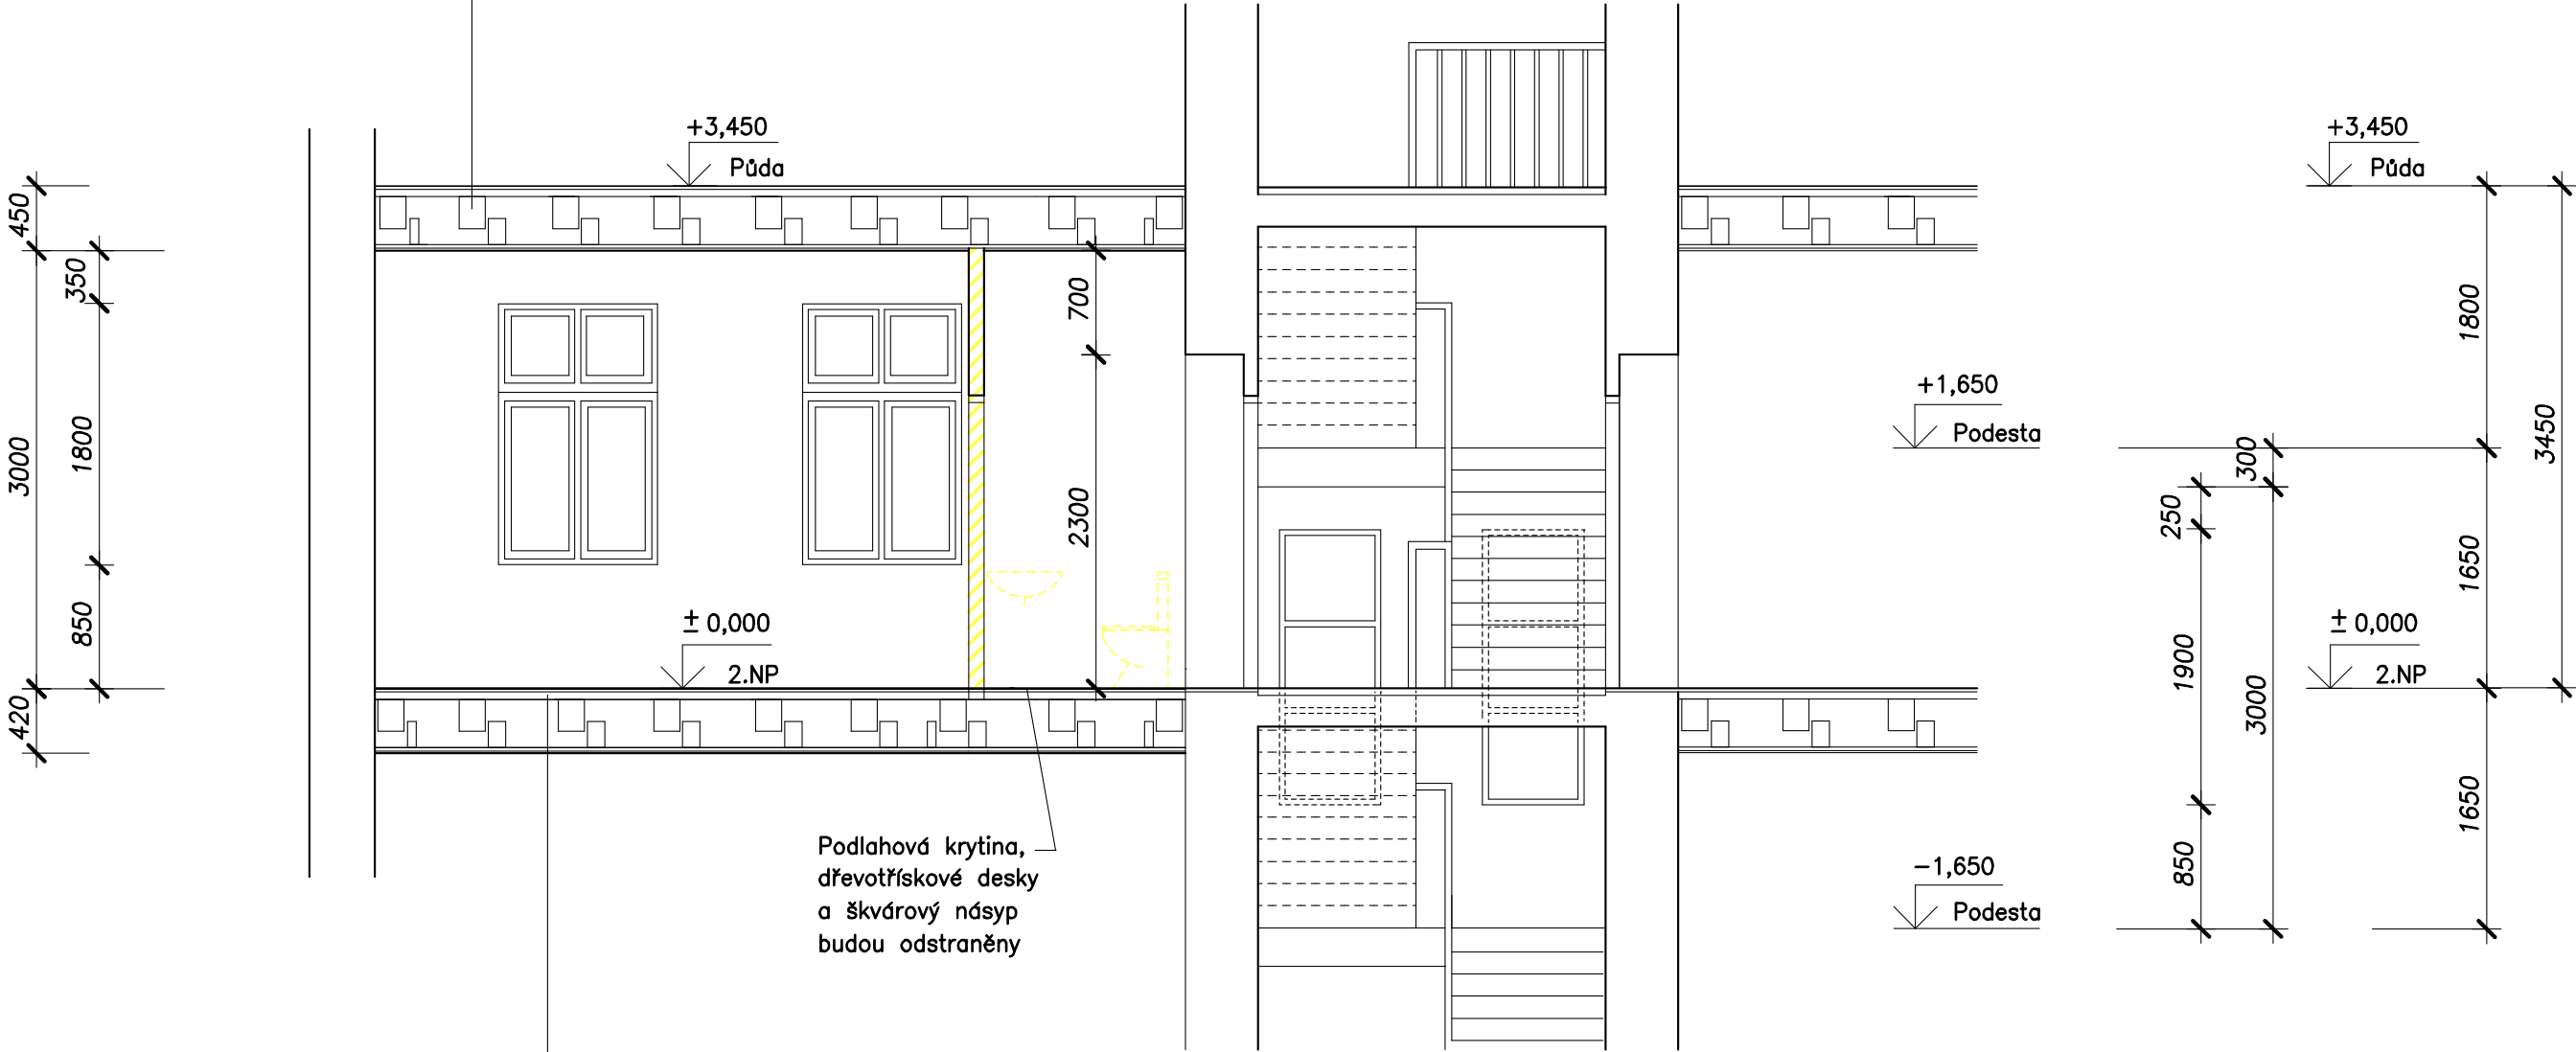 +3,450
Půda
+3,450
Půda
450
350
700
1800
1800
3000
+1,650
Podesta
300
3450
250
2300
1650
850
± 0,000
2.NP
± 0,000
2.NP
1900
3000
420
1650
Podlahová krytina,
dřevotřískové desky
a škvárový násyp
budou odstraněny
850
−1,650
Podesta